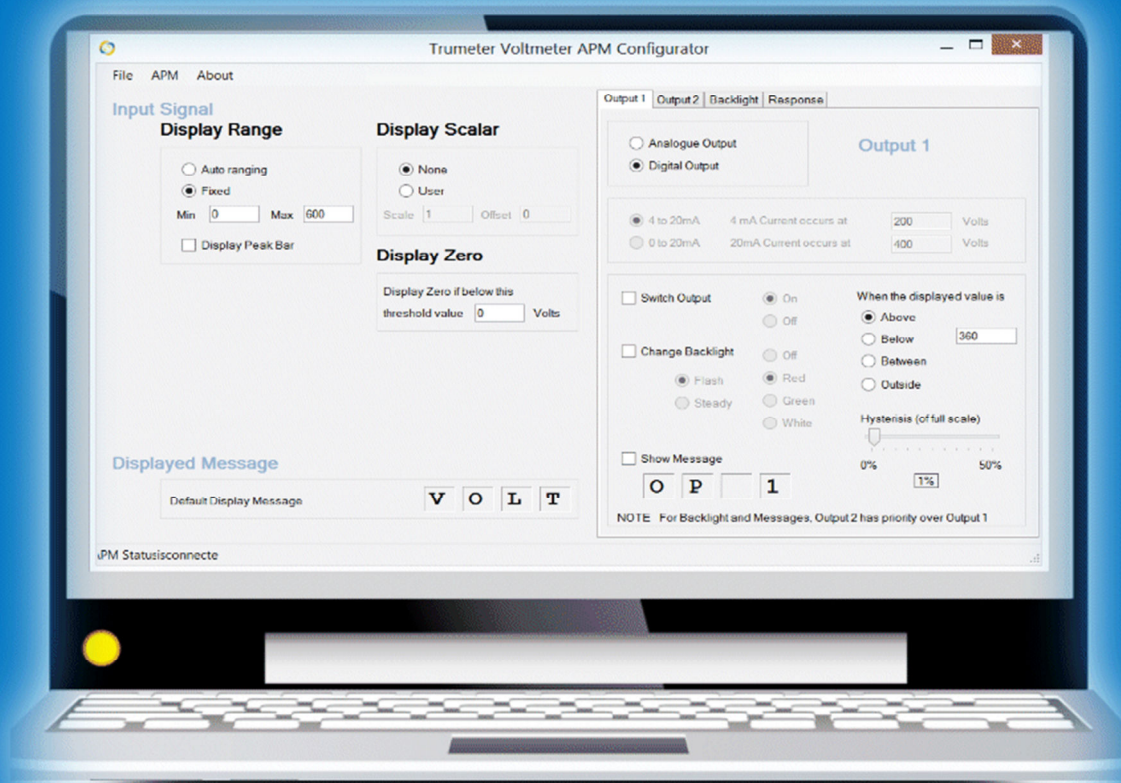 Trumeter Voltmeter APM Configurator
File APM About
Input Signal
Display Range
Auto ranging
Fixed
Min 0 Max 600
Display Peak Bar
Display Scalar
None
User
Scale 1 Offset 0
Display Zero
Display Zero if below this
threshold value 0 Volts
Displayed Message
Default Display Message V O L T
Output 1 Output 2 Backlight Response
Analogue Output
Digital Output
Output 1
4 to 20mA 4 mA Current occurs at 200 Volts
0 to 20mA 20mA Current occurs at 400 Volts
Switch Output
On
Off
Change Backlight
Flash
Steady
Off
Red
Green
White
When the displayed value is
Above
Below
360
Between
Outside
Hysterisis (of full scale)
0% 50%
1%
Show Message
O P 1
NOTE For Backlight and Messages, Output 2 has priority over Output 1
PM Statusisconnecte